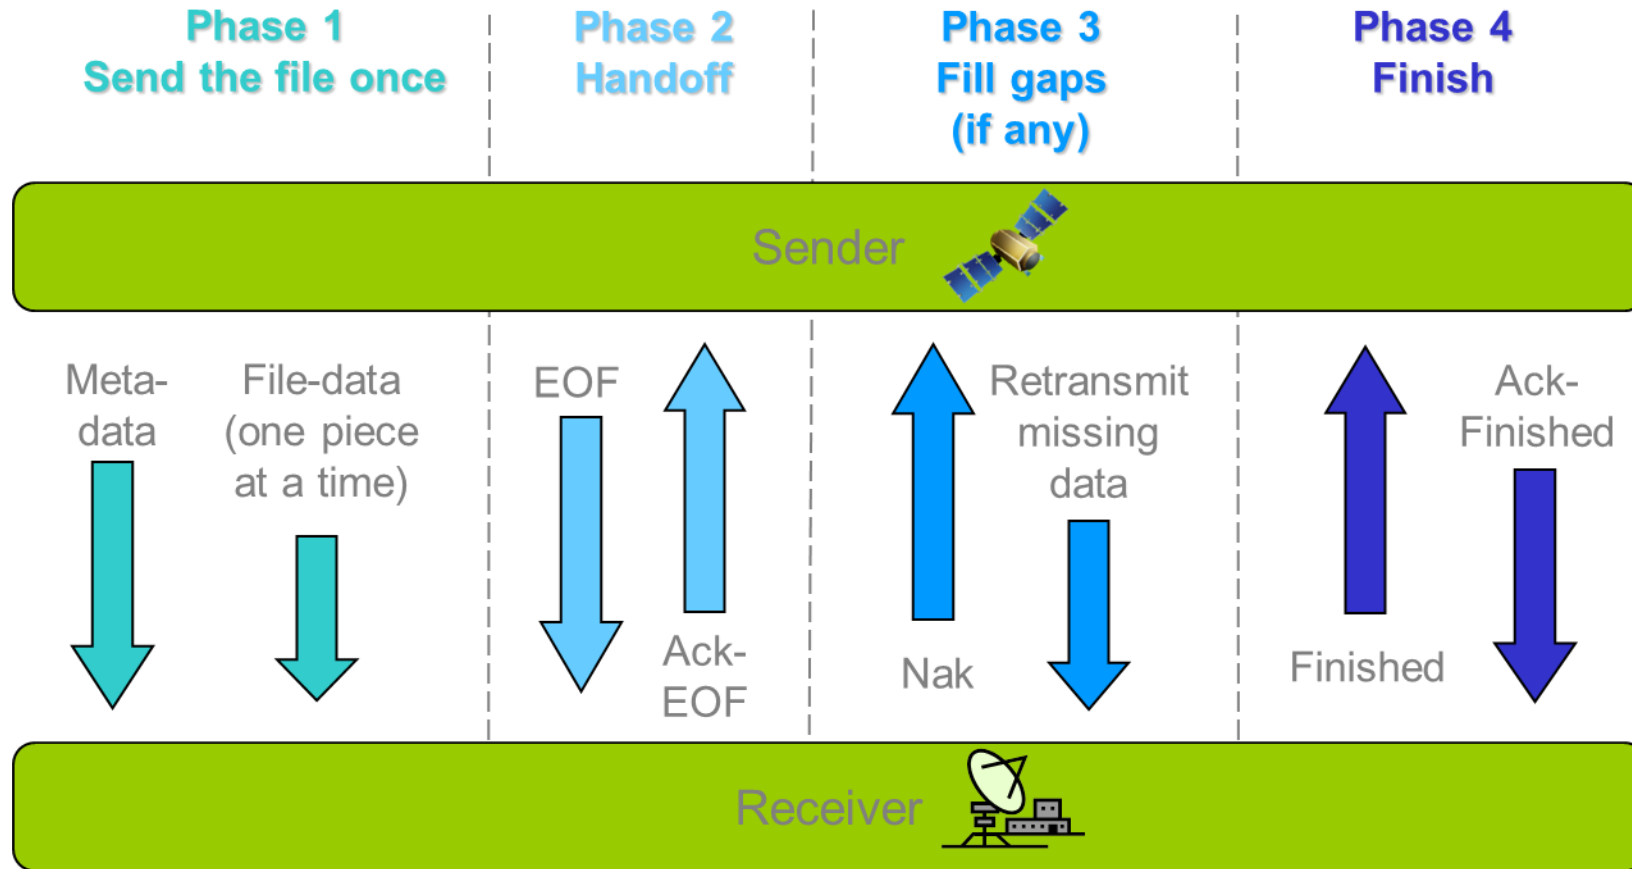 Phase 1
Send the file once
Phase 2
Handoff
Phase 3
Fill gaps
(if any)
Phase 4
Finish
Sender
Meta-
data
File-data
(one piece
at a time)
EOF
Ack-
EOF
Nak
Retransmit
missing
data
Finished
Ack-
Finished
Receiver